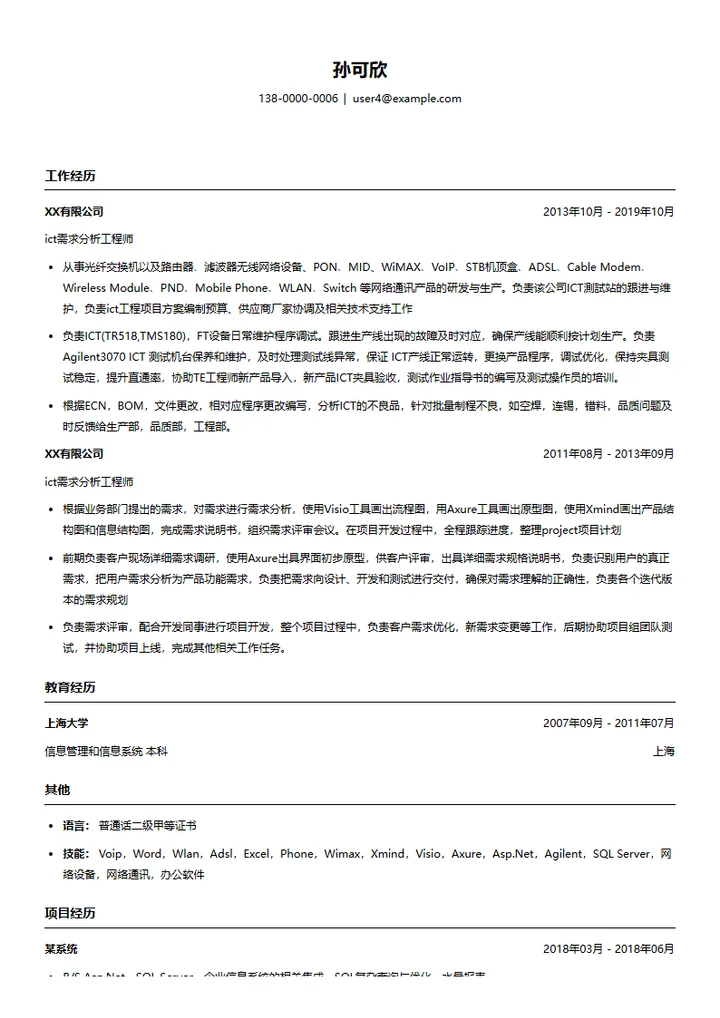 孙可欣
138-0000-0006 | user4@example.com
工作经历
XX有限公司 2013年10月 - 2019年10月
ict需求分析工程师
• 从事光纤交换机以及路由器、滤波器无线网络设备、PON、MID、WiMAX、VoIP、STB机顶盒、ADSL、Cable Modem、
Wireless Module、PND、Mobile Phone、WLAN、Switch 等网络通讯产品的研发与生产。负责该公司ICT测試站的跟进与维
护，负责ict工程项目方案编制预算、供应商厂家协调及相关技术支持工作
• 负责ICT(TR518,TMS180)，FT设备日常维护程序调试。跟进生产线出现的故障及时对应，确保产线能顺利按计划生产。负责
Agilent3070 ICT 测试机台保养和维护，及时处理测试线异常，保证 ICT产线正常运转，更换产品程序，调试优化，保持夹具测
试稳定，提升直通率，协助TE工程师新产品导入，新产品ICT夹具验收，测试作业指导书的编写及测试操作员的培训。
• 根据ECN，BOM，文件更改，相对应程序更改编写，分析ICT的不良品，针对批量制程不良，如空焊，连锡，错料，品质问题及
时反馈给生产部，品质部，工程部。
XX有限公司 2011年08月 - 2013年09月
ict需求分析工程师
• 根据业务部门提出的需求，对需求进行需求分析，使用Visio工具画出流程图，用Axure工具画出原型图，使用Xmind画出产品结
构图和信息结构图，完成需求说明书，组织需求评审会议。在项目开发过程中，全程跟踪进度，整理project项目计划
• 前期负责客户现场详细需求调研，使用Axure出具界面初步原型，供客户评审，出具详细需求规格说明书，负责识别用户的真正
需求，把用户需求分析为产品功能需求，负责把需求向设计、开发和测试进行交付，确保对需求理解的正确性，负责各个迭代版
本的需求规划
• 负责需求评审，配合开发同事进行项目开发，整个项目过程中，负责客户需求优化，新需求变更等工作，后期协助项目组团队测
试，并协助项目上线，完成其他相关工作任务。
教育经历
上海大学 2007年09月 - 2011年07月
信息管理和信息系统 本科 上海
其他
• 语言： 普通话二级甲等证书
• 技能： Voip，Word，Wlan，Adsl，Excel，Phone，Wimax，Xmind，Visio，Axure，Asp.Net，Agilent，SQL Server，网
络设备，网络通讯，办公软件
项目经历
某系统 2018年03月 - 2018年06月